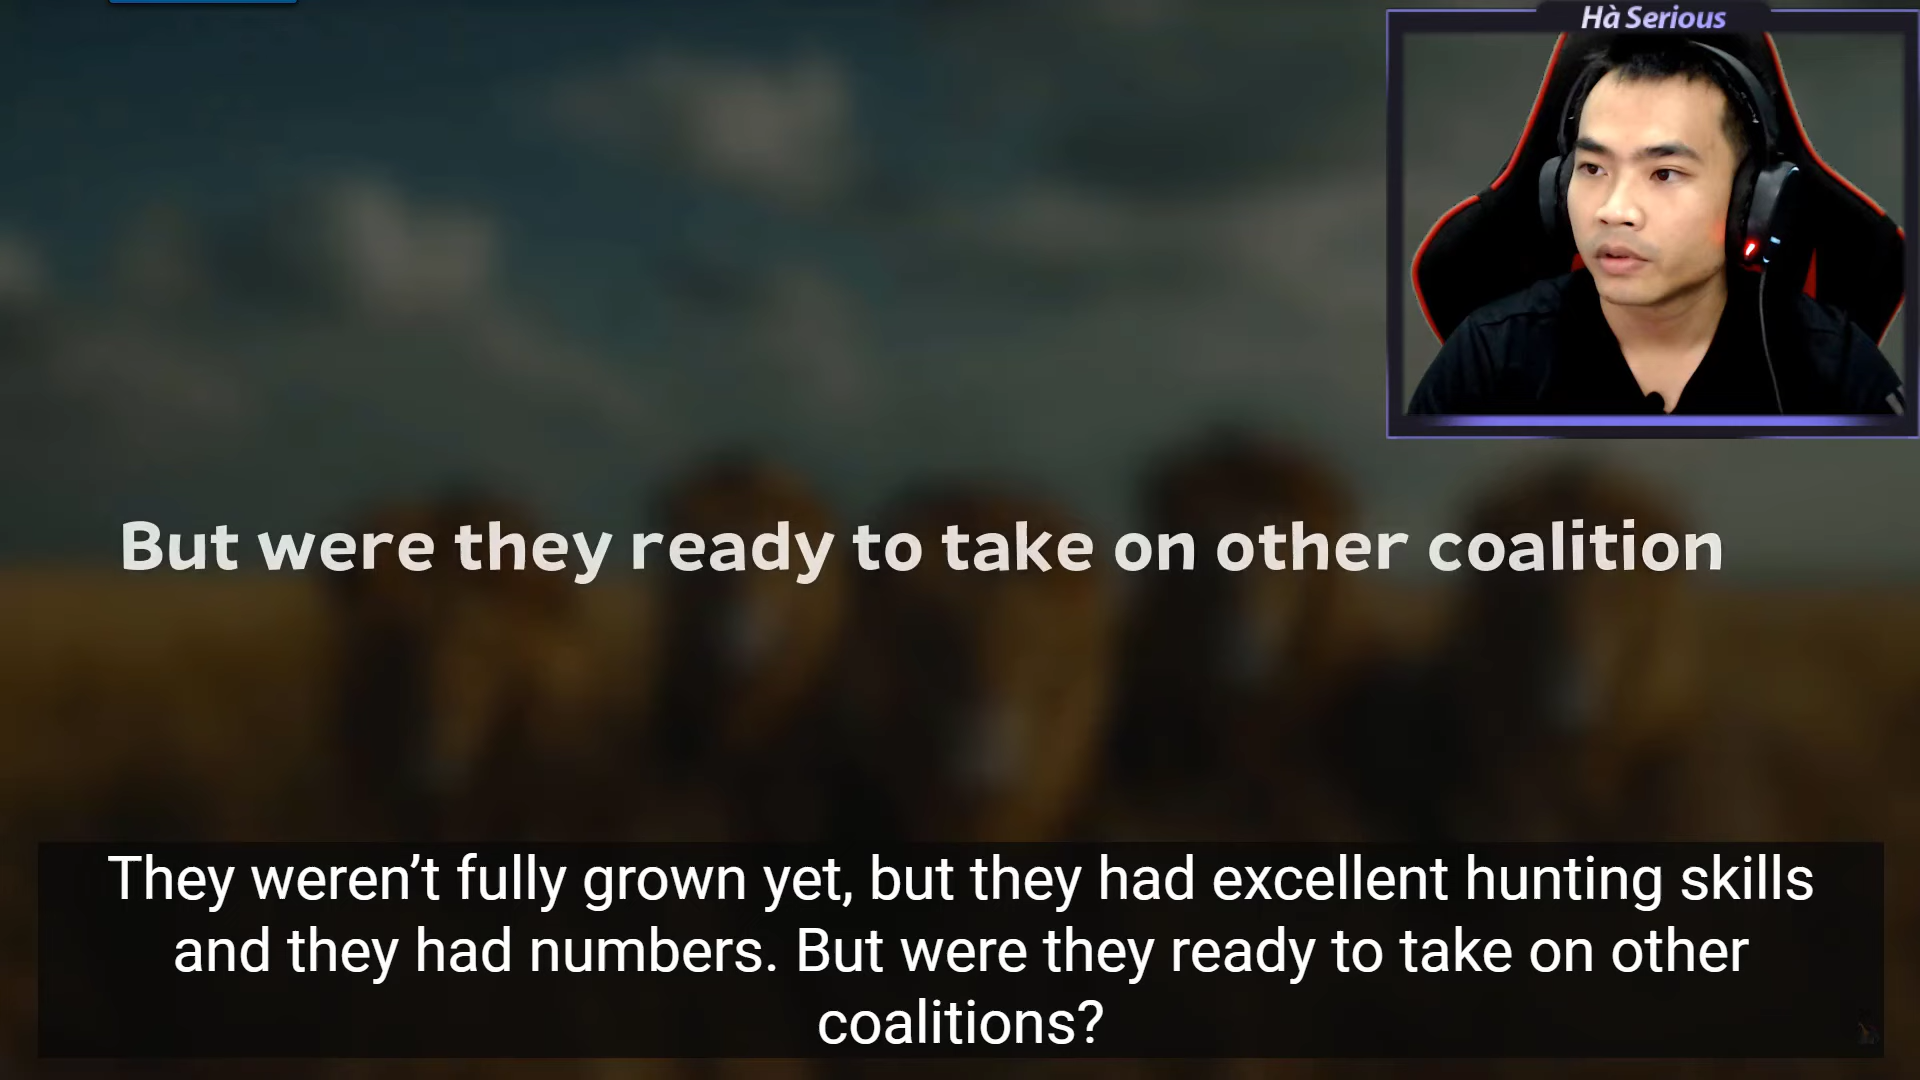 Hà Serious
But were they ready to take on other coalition
They weren’t fully grown yet, but they had excellent hunting skills
and they had numbers. But were they ready to take on other
coalitions?